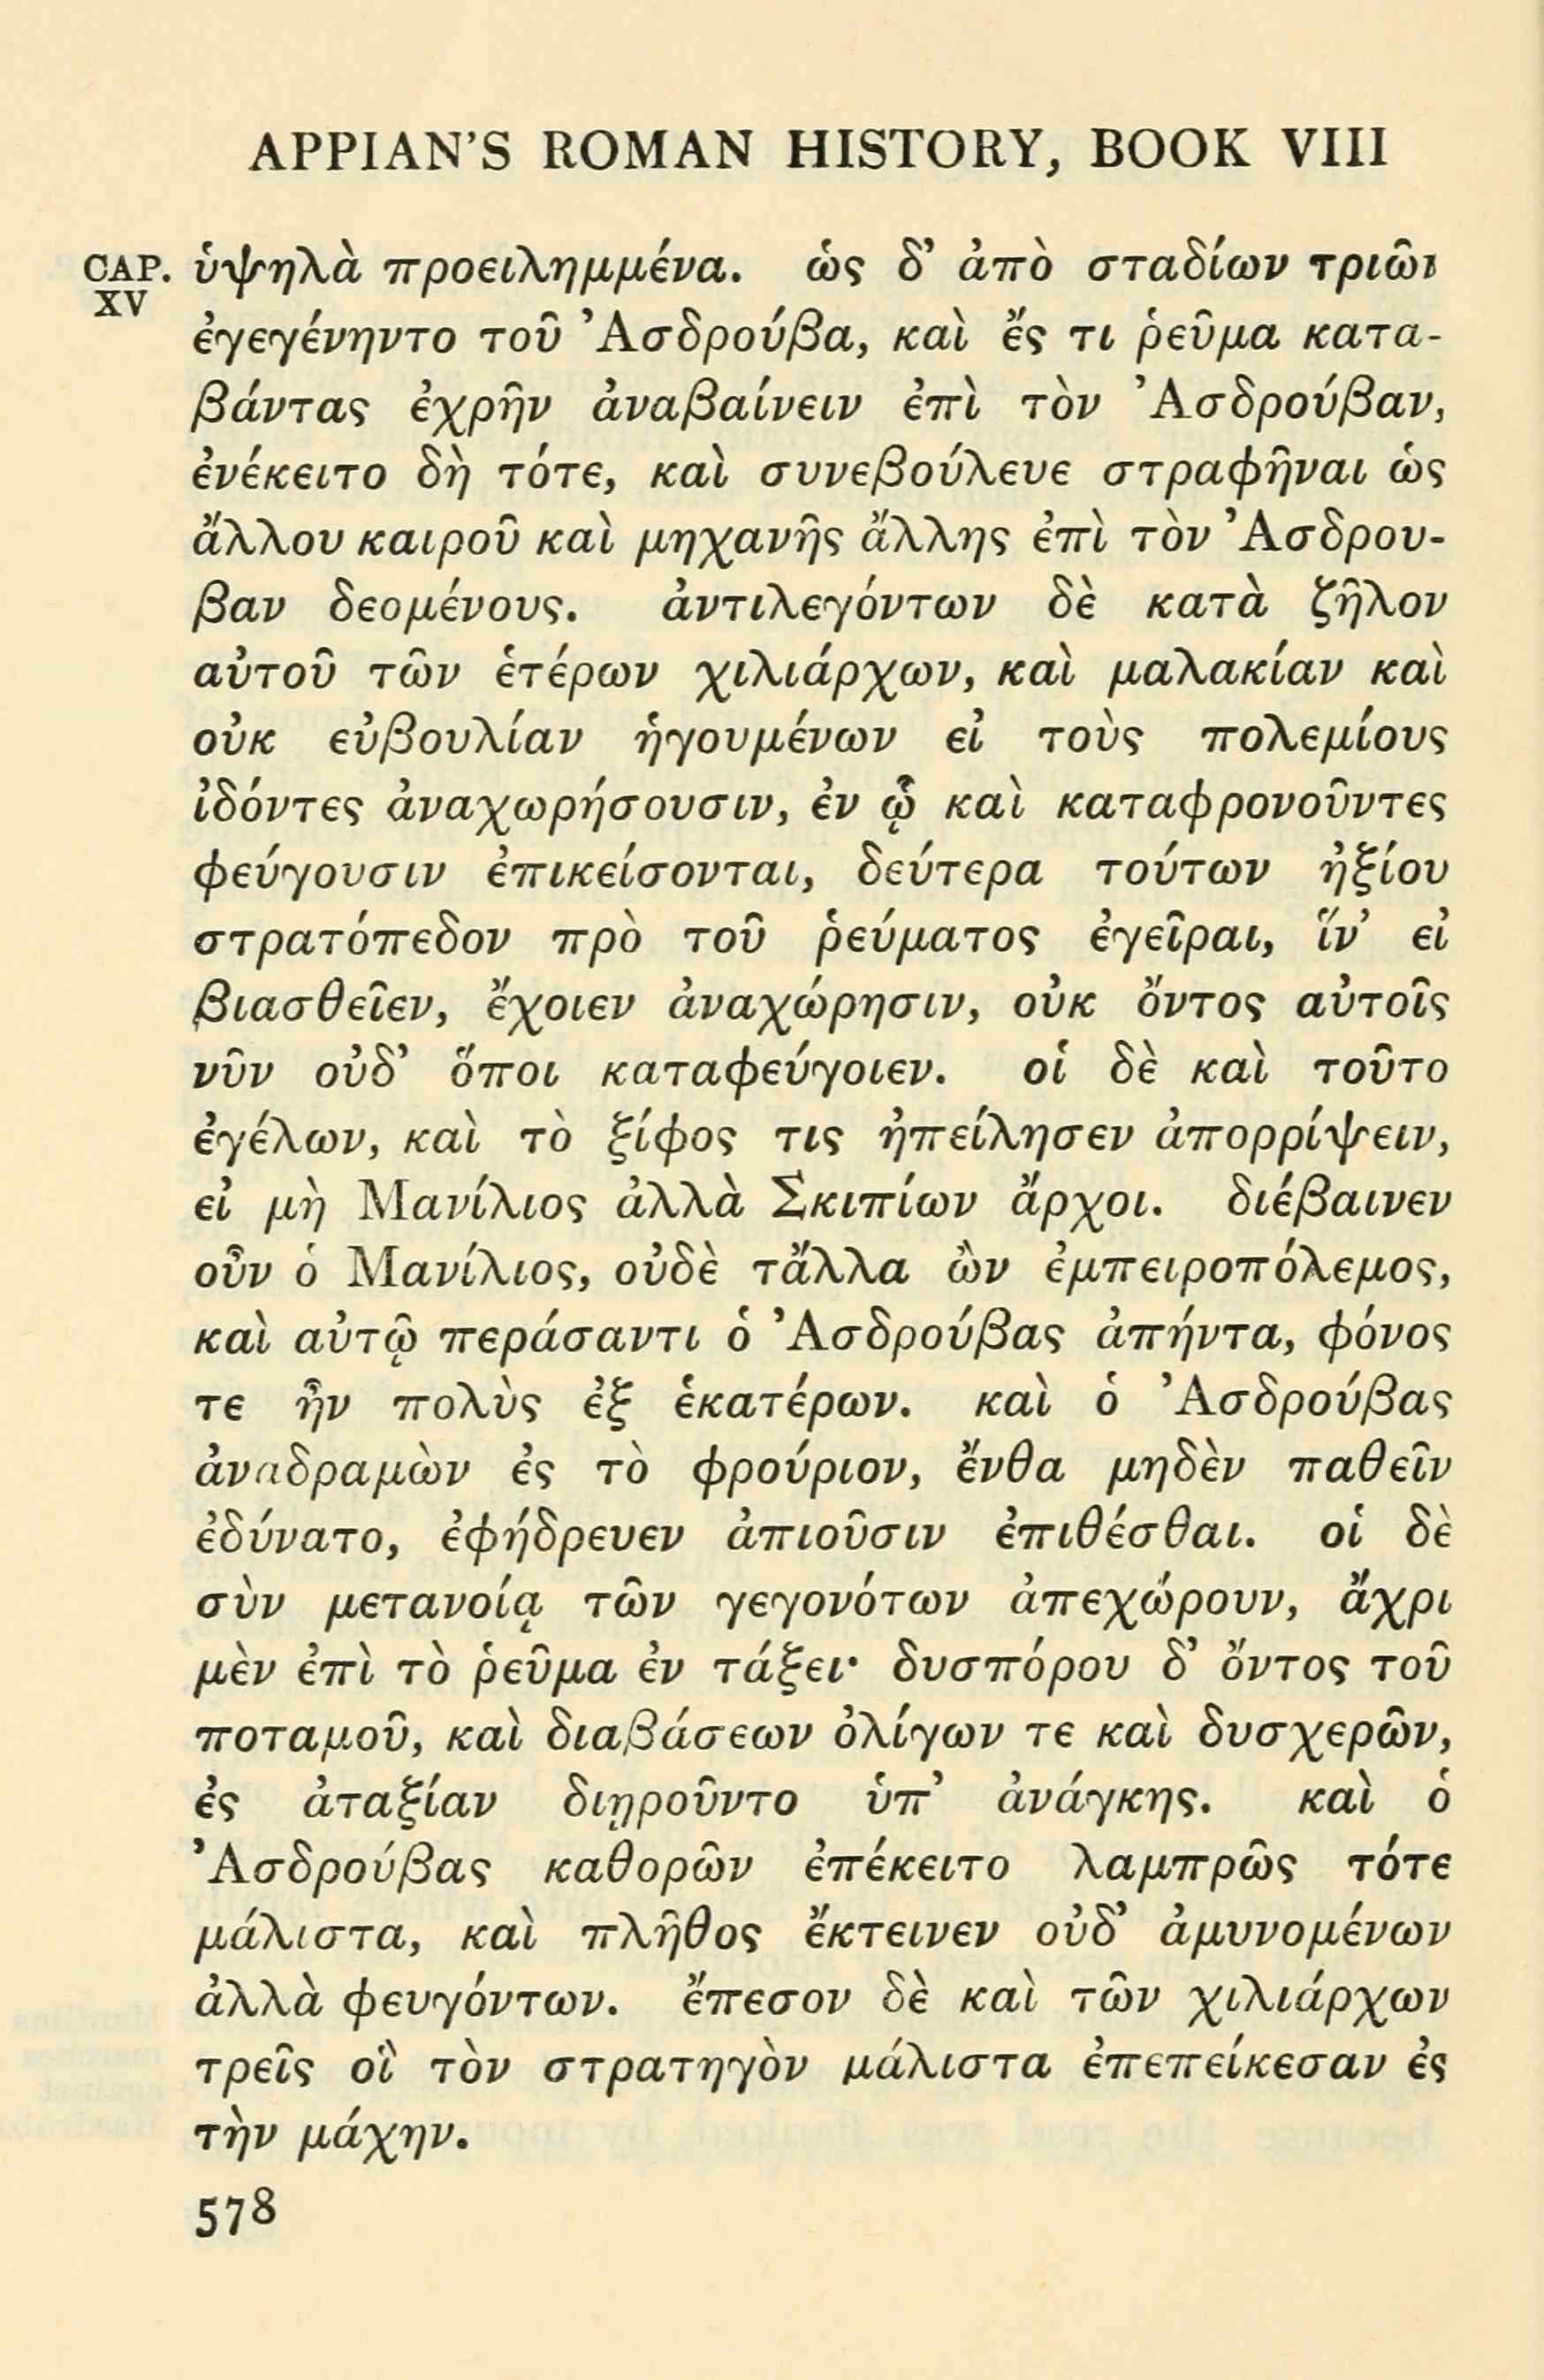 APPIAN'S ROMAN HISTORY, BOOK VIII
CAP. XV
ὑψηλὰ προειλημμένα. ὡς δ᾿ ἀπὸ σταδίων τριῶν
ἐγεγένηντο τοῦ Ἀσδρούβα, καὶ ἔς τι ῥεῦμα κατα-
βάντας ἐχρῆν ἀναβαίνειν ἐπὶ τὸν Ἀσδρούβαν,
ἐνέκειτο δὴ τότε, καὶ συνεβούλευε στραφῆναι ὡς
ἄλλου καιροῦ καὶ μηχανῆς ἄλλης ἐπὶ τὸν Ἀσδρου-
βαν δεομένους. ἀντιλεγόντων δὲ κατὰ ζῆλον
αὐτοῦ τῶν ἑτέρων χιλιάρχων, καὶ μαλακίαν καὶ
οὐκ εὐβουλίαν ἡγουμένων εἰ τοὺς πολεμίους
ἰδόντες ἀναχωρήσουσιν, ἐν ᾧ καὶ καταφρονοῦντες
φεύγουσιν ἐπικείσονται, δεύτερα τούτων ἠξίου
στρατόπεδον πρὸ τοῦ ῥεύματος ἐγεῖραι, ἵν᾿ εἰ
βιασθεῖεν, ἔχοιεν ἀναχώρησιν, οὐκ ὄντος αὐτοῖς
νῦν οὐδ᾿ ὅποι καταφεύγοιεν. οἱ δὲ καὶ τοῦτο
ἐγέλων, καὶ τὸ ξίφος τις ἠπείλησεν ἀπορρίψειν,
εἰ μὴ Μανίλιος ἀλλὰ Σκιπίων ἄρχοι. διέβαινεν
οὖν ὁ Μανίλιος, οὐδὲ τἄλλα ὢν ἐμπειροπόλεμος,
καὶ αὐτῷ περάσαντι ὁ Ἀσδρούβας ἀπήντα, φόνος
τε ἦν πολὺς ἐξ ἑκατέρων. καὶ ὁ Ἀσδρούβας
ἀναδραμὼν ἐς τὸ φρούριον, ἔνθα μηδὲν παθεῖν
ἐδύνατο, ἐφήδρευεν ἀπιοῦσιν ἐπιθέσθαι. οἱ δὲ
σὺν μετανοίᾳ τῶν γεγονότων ἀπεχώρουν, ἄχρι
μὲν ἐπὶ τὸ ῥεῦμα ἐν τάξει· δυσπόρου δ᾿ ὄντος τοῦ
ποταμοῦ, καὶ διαβάσεων ὀλίγων τε καὶ δυσχερῶν,
ἐς ἀταξίαν διῃροῦντο ὑπ᾿ ἀνάγκης. καὶ ὁ
Ἀσδρούβας καθορῶν ἐπέκειτο λαμπρῶς τότε
μάλιστα, καὶ πλῆθος ἔκτεινεν οὐδ᾿ ἀμυνομένων
ἀλλὰ φευγόντων. ἔπεσον δὲ καὶ τῶν χιλιάρχων
τρεῖς οἳ τὸν στρατηγὸν μάλιστα ἐπεπείκεσαν ἐς
τὴν μάχην.
578